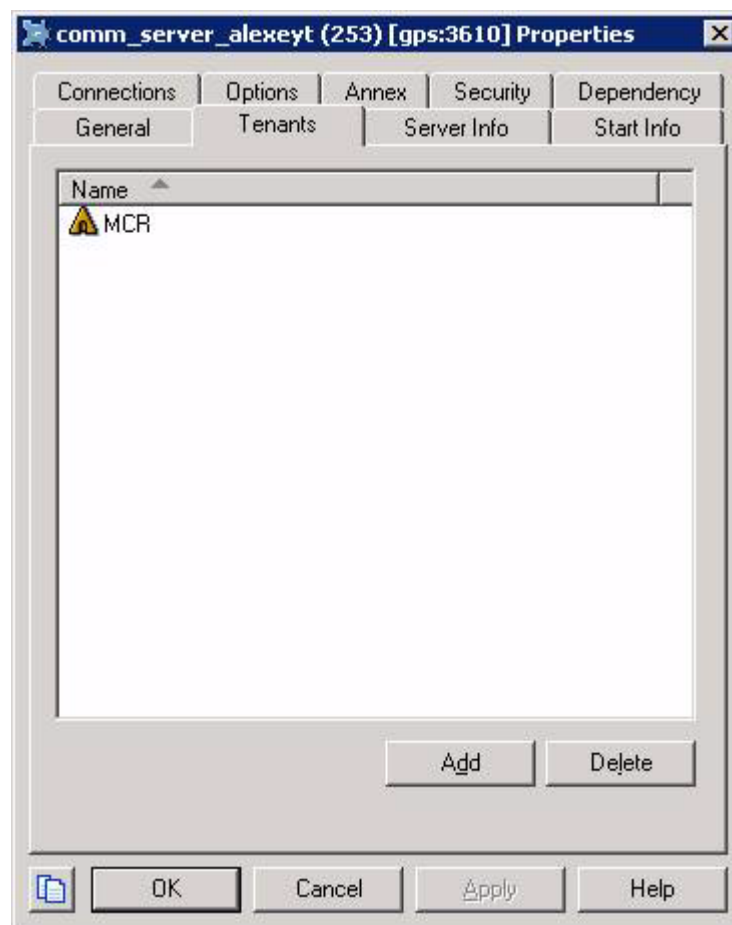 comm_server_alexeyt (253) [gps:3610] Properties
Connections Options Annex Security Dependency
General Tenants Server Info Start Info
Name
MCR
Add Delete
OK Cancel Apply Help